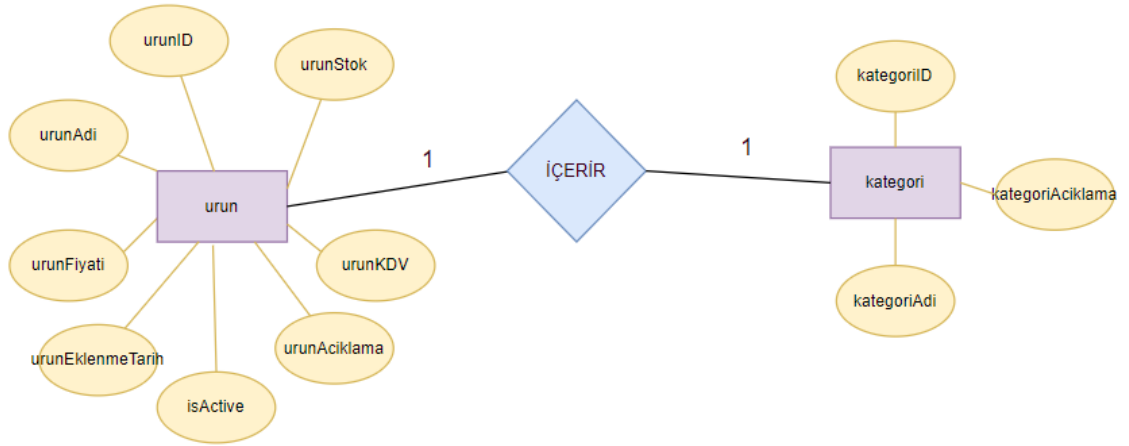 urunID
urunStok
kategoriID
urunAdi
1
1
İÇERİR
urun
kategori
kategoriAciklama
urunFiyati
urunKDV
kategoriAdi
urunEklenmeTarih
urunAciklama
isActive